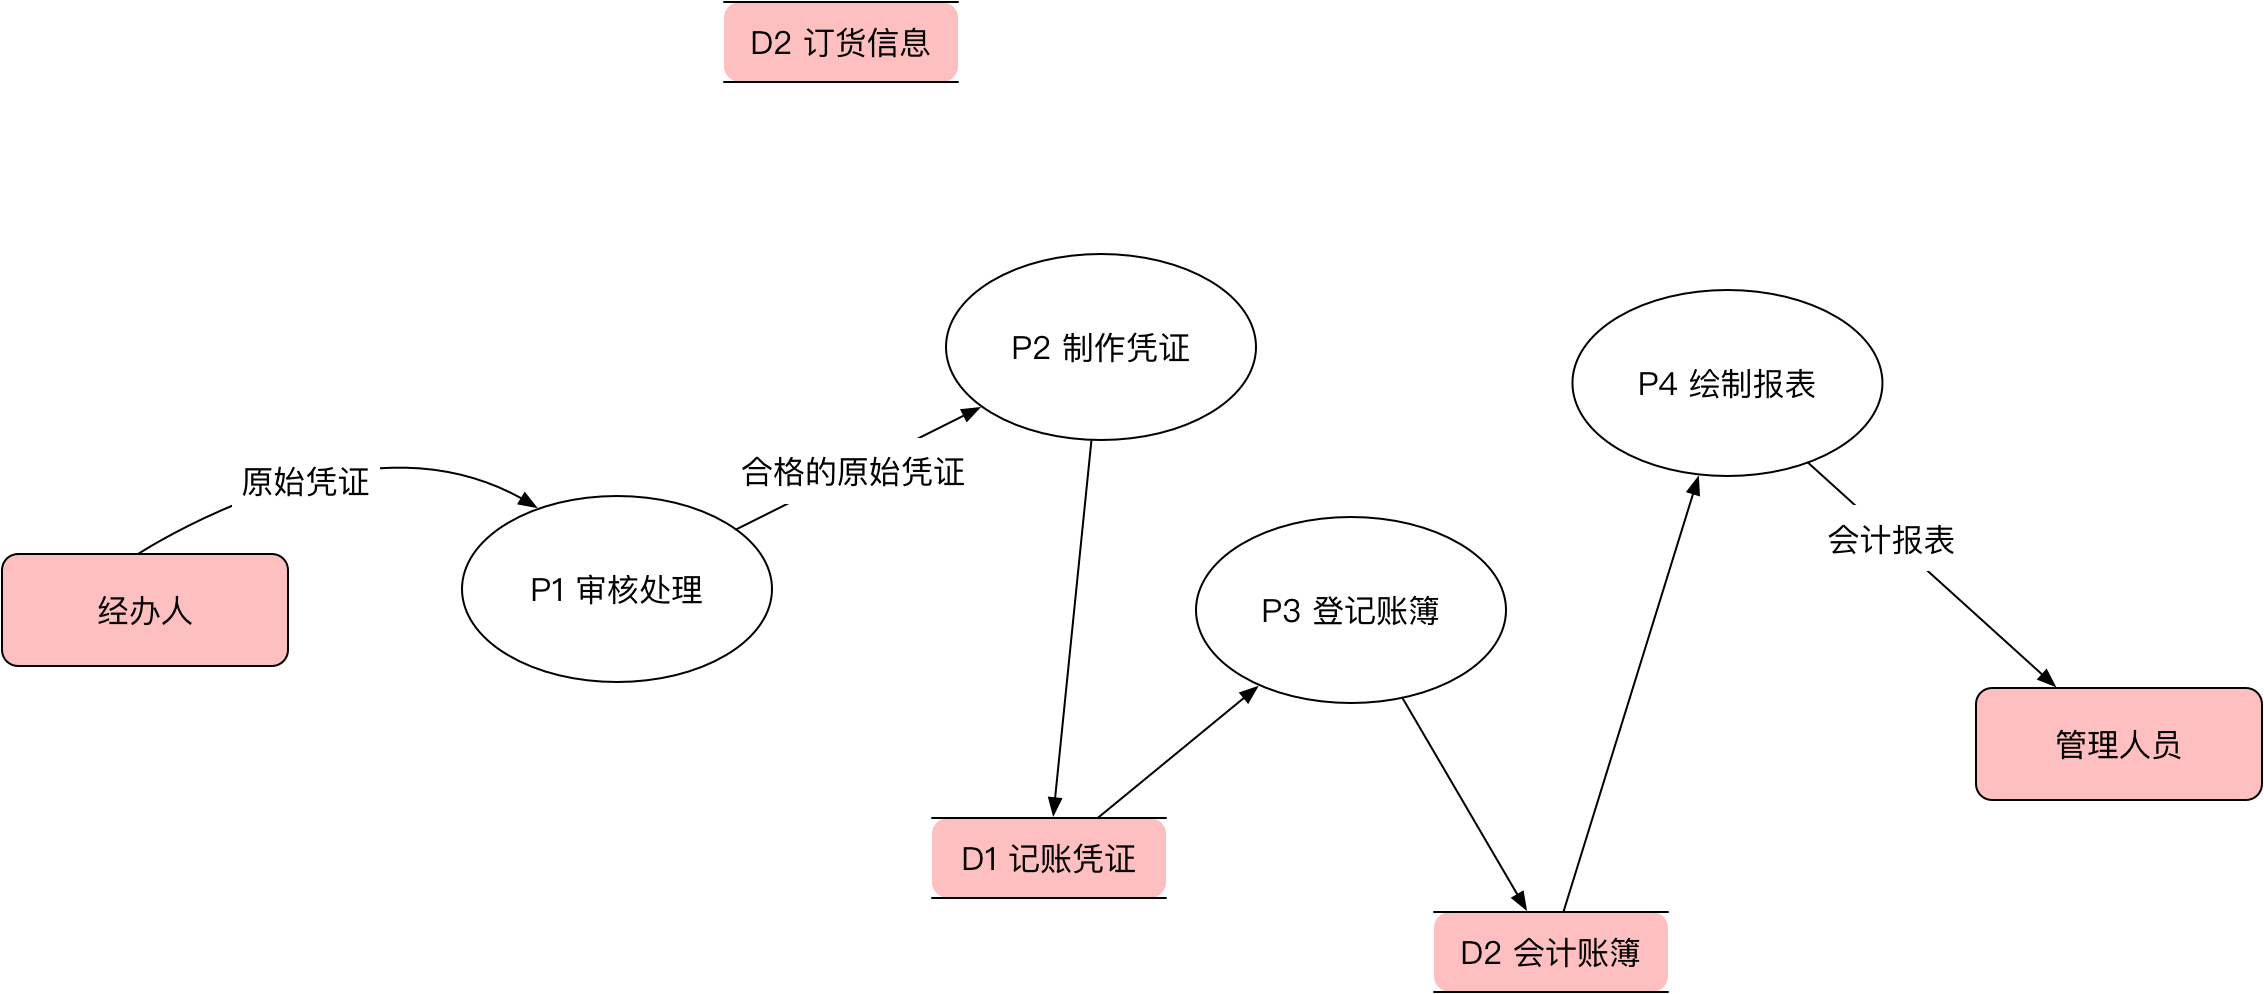 D2 订货信息
P2 制作凭证
P4 绘制报表
合格的原始凭证
原始凭证
会计报表
P1 审核处理
经办人
P3 登记账簿
管理人员
D1 记账凭证
D2 会计账簿